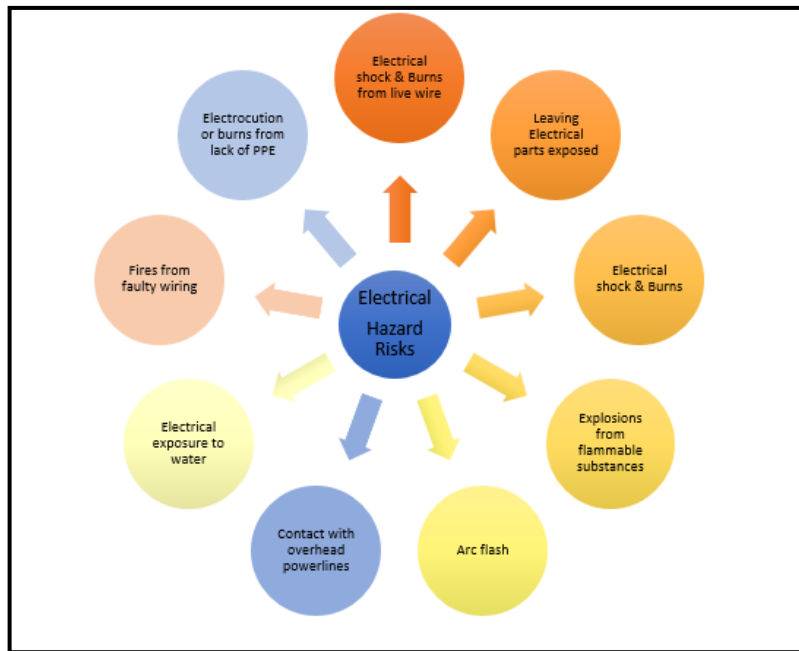 Electrical
shock & Burns
from live wire
Leaving
Electrical
parts exposed
Electrical
shock & Burns
Explosions
from
flammable
substances
Arc flash
Contact with
overhead
powerlines
Electrical
exposure to
water
Fires from
faulty wiring
Electrocution
or burns from
lack of PPE
Electrical
Hazard
Risks